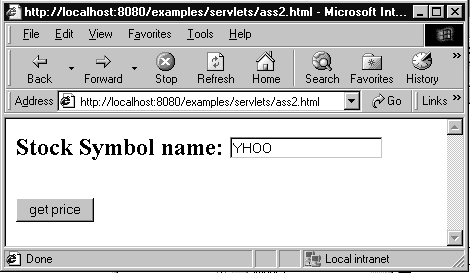 http://localhost:8080/examples/servlets/ass2.html - Microsoft Int...
File Edit View Favorites Tools Help
Back Forward Stop Refresh Home Search Favorites History
Address http://localhost:8080/examples/servlets/ass2.html Go Links »
Stock Symbol name: YHOO
get price
Done Local intranet